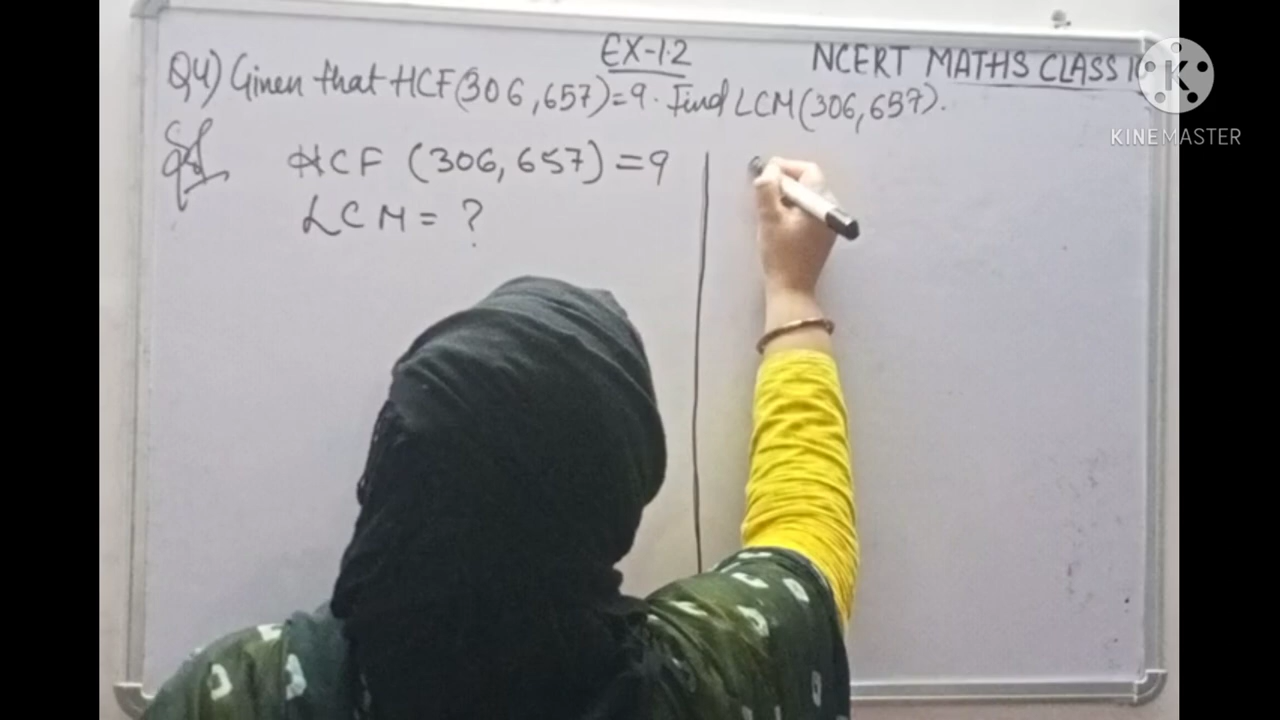 EX-1.2
NCERT MATHS CLASS 10
Q4) Given that HCF(306,657)=9. Find LCM(306,657).
Sol
HCF (306,657) = 9
LCM = ?
K
KINEMASTER